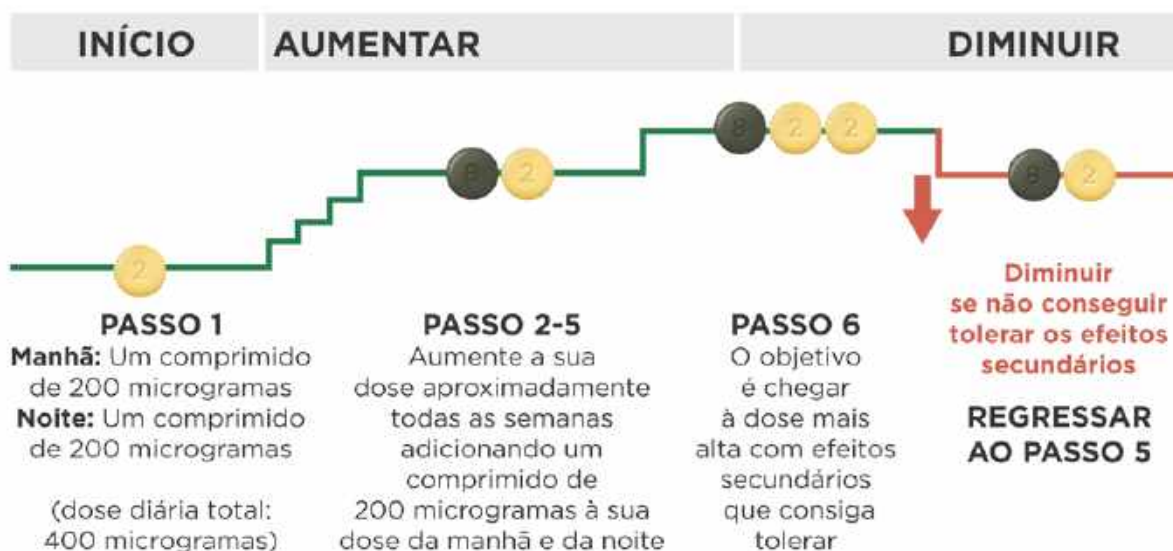 INÍCIO
AUMENTAR
DIMINUIR
2
8 2
8 2 2
8 2
PASSO 1
Manhã: Um comprimido
de 200 microgramas
Noite: Um comprimido
de 200 microgramas
(dose diária total:
400 microgramas)
PASSO 2-5
Aumente a sua
dose aproximadamente
todas as semanas
adicionando um
comprimido de
200 microgramas à sua
dose da manhã e da noite
PASSO 6
O objetivo
é chegar
à dose mais
alta com efeitos
secundários
que consiga
tolerar
Diminuir
se não conseguir
tolerar os efeitos
secundários
REGRESSAR
AO PASSO 5